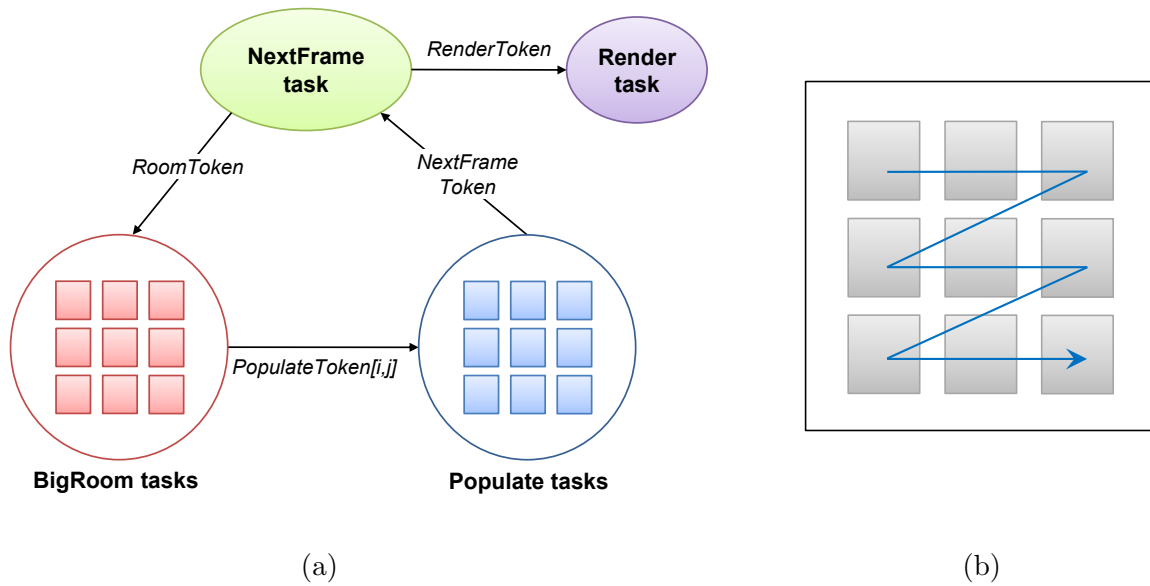 NextFrame
task
RenderToken
Render
task
RoomToken
NextFrame
Token
PopulateToken[i,j]
BigRoom tasks
Populate tasks
(a)
(b)